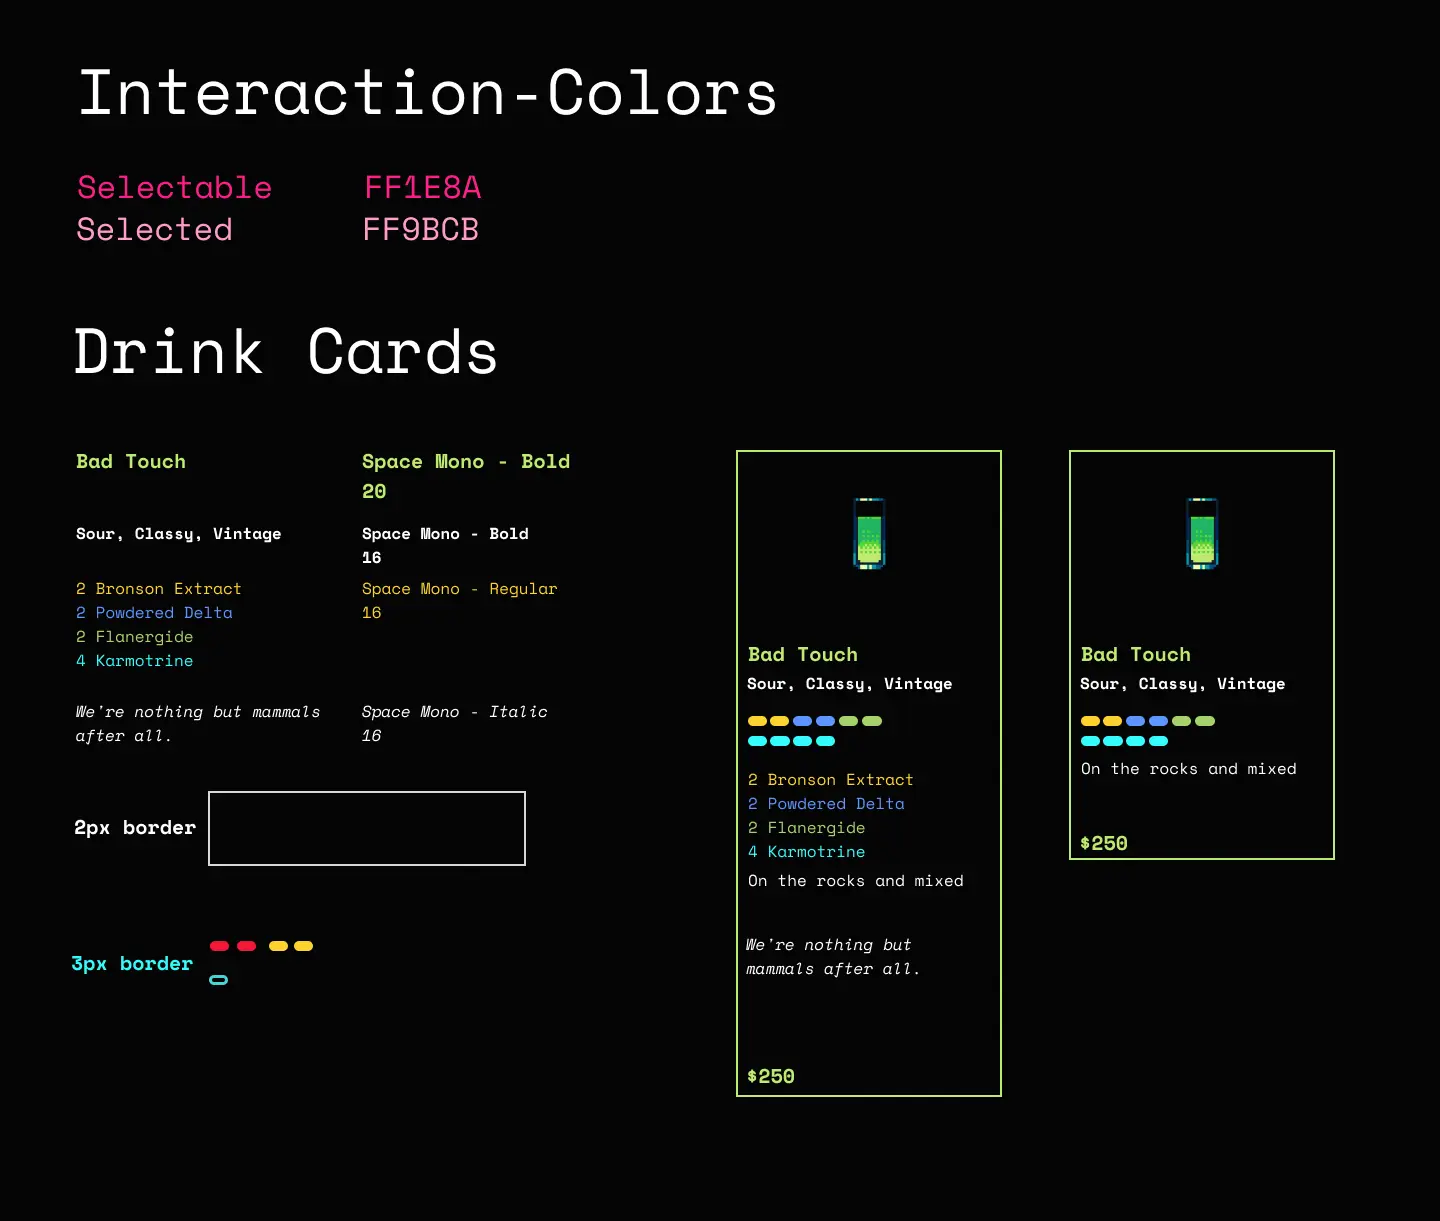 Interaction-Colors
Selectable FF1E8A
Selected FF9BCB
Drink Cards
Bad Touch
Space Mono - Bold
20
Sour, Classy, Vintage
Space Mono - Bold
16
2 Bronson Extract
2 Powdered Delta
2 Flanergide
4 Karmotrine
Space Mono - Regular
16
We're nothing but mammals
after all.
Space Mono - Italic
16
2px border
3px border
Bad Touch
Sour, Classy, Vintage
2 Bronson Extract
2 Powdered Delta
2 Flanergide
4 Karmotrine
On the rocks and mixed
We're nothing but
mammals after all.
$250
Bad Touch
Sour, Classy, Vintage
On the rocks and mixed
$250